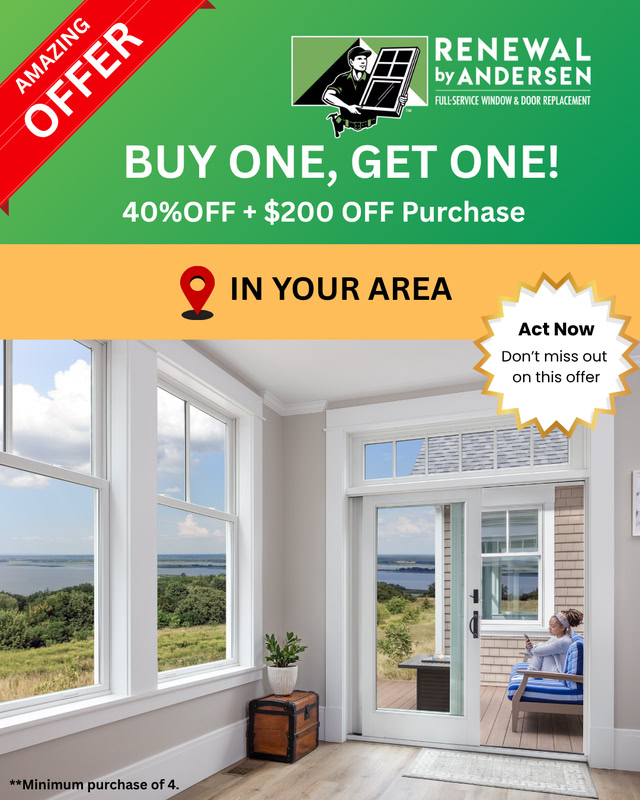 AMAZING
OFFER
RENEWAL
by ANDERSEN
FULL-SERVICE WINDOW & DOOR REPLACEMENT
BUY ONE, GET ONE!
40%OFF + $200 OFF Purchase
IN YOUR AREA
Act Now
Don't miss out
on this offer
**Minimum purchase of 4.